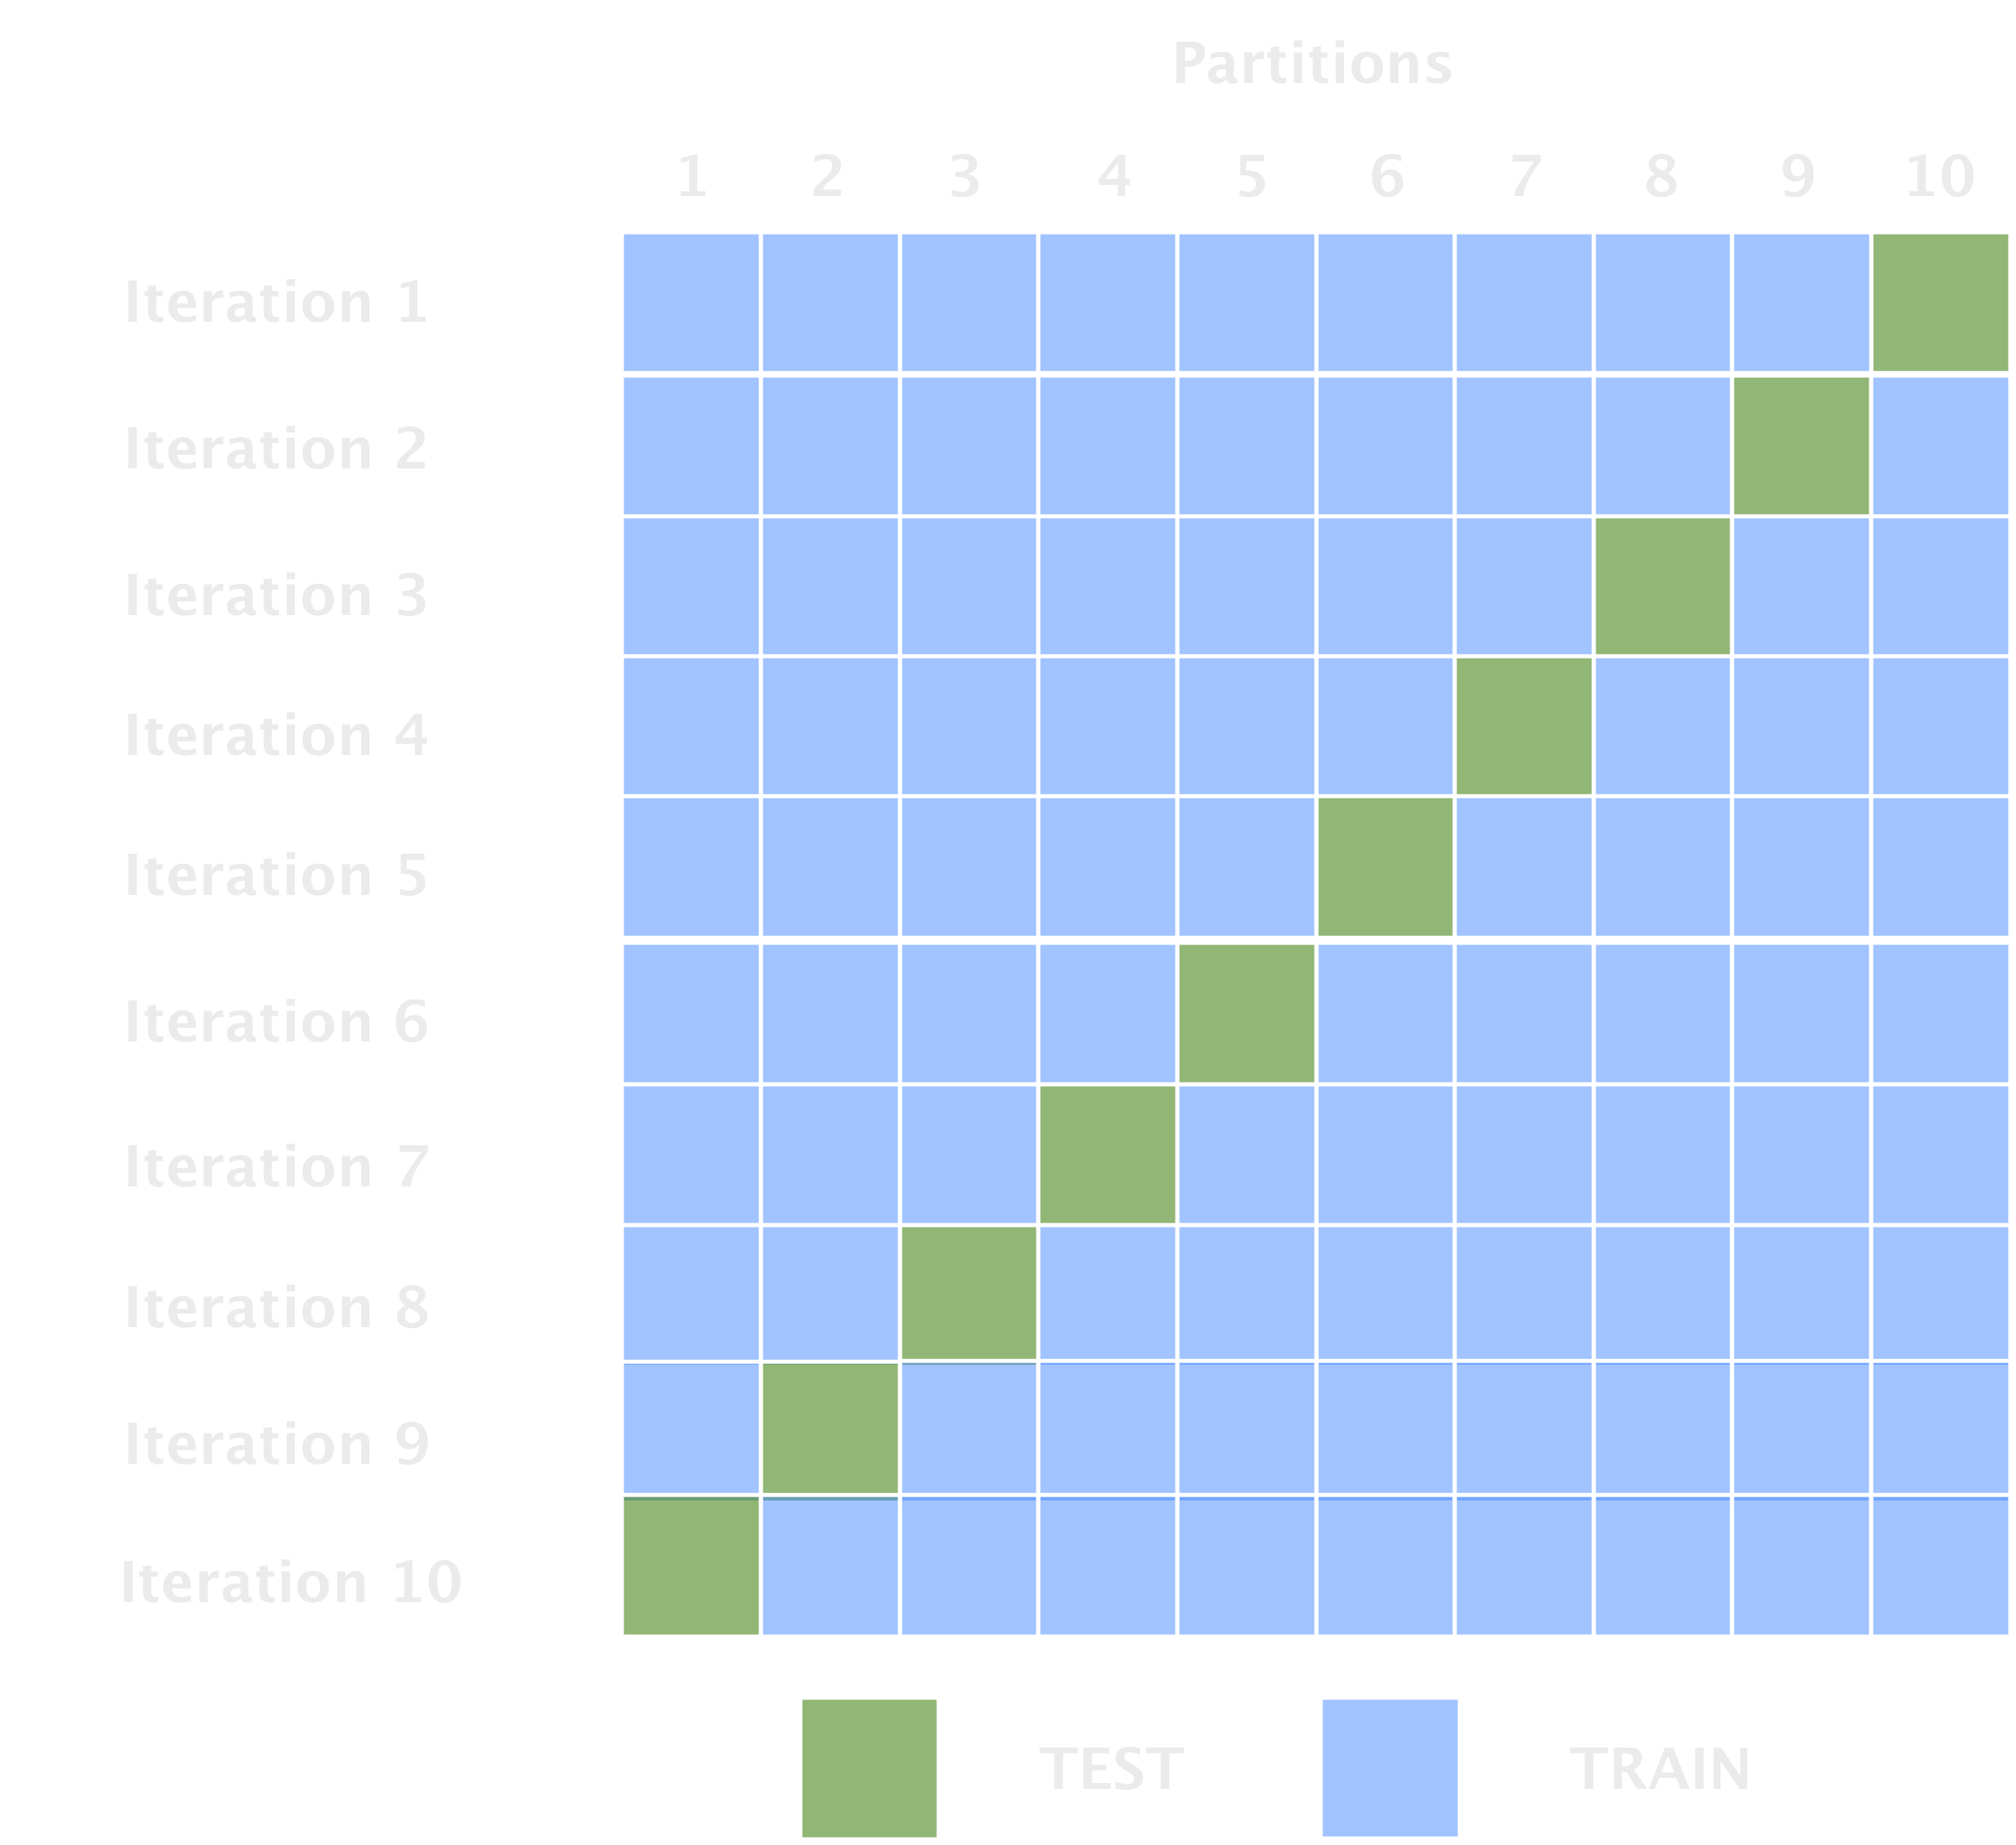 Partitions
1 2 3 4 5 6 7 8 9 10
Iteration 1
Iteration 2
Iteration 3
Iteration 4
Iteration 5
Iteration 6
Iteration 7
Iteration 8
Iteration 9
Iteration 10
TEST TRAIN